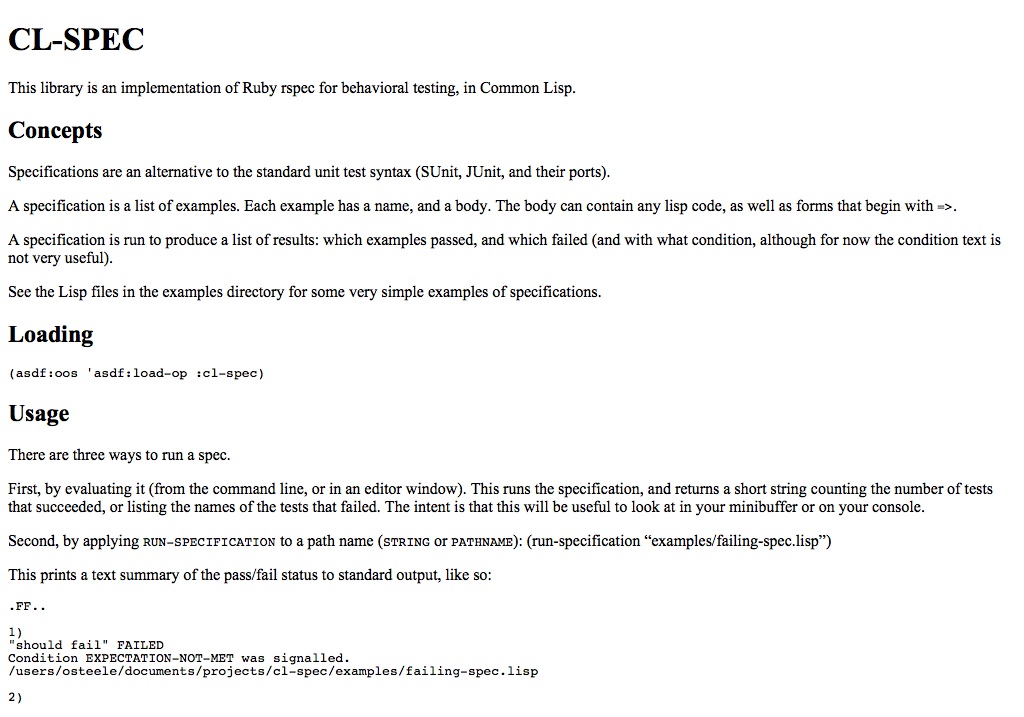 CL-SPEC
This library is an implementation of Ruby rspec for behavioral testing, in Common Lisp.
Concepts
Specifications are an alternative to the standard unit test syntax (SUnit, JUnit, and their ports).
A specification is a list of examples. Each example has a name, and a body. The body can contain any lisp code, as well as forms that begin with =>.
A specification is run to produce a list of results: which examples passed, and which failed (and with what condition, although for now the condition text is
not very useful).
See the Lisp files in the examples directory for some very simple examples of specifications.
Loading
(asdf:oos 'asdf:load-op :cl-spec)
Usage
There are three ways to run a spec.
First, by evaluating it (from the command line, or in an editor window). This runs the specification, and returns a short string counting the number of tests
that succeeded, or listing the names of the tests that failed. The intent is that this will be useful to look at in your minibuffer or on your console.
Second, by applying RUN-SPECIFICATION to a path name (STRING or PATHNAME): (run-specification “examples/failing-spec.lisp”)
This prints a text summary of the pass/fail status to standard output, like so:
.FF..
1)
"should fail" FAILED
Condition EXPECTATION-NOT-MET was signalled.
/users/osteele/documents/projects/cl-spec/examples/failing-spec.lisp
2)